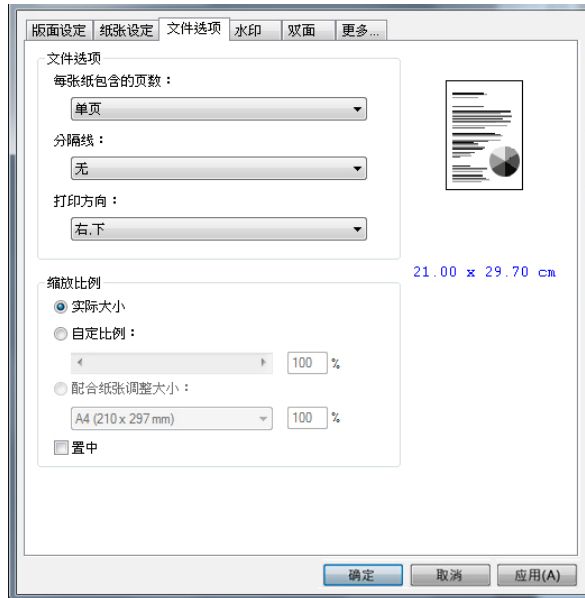 版面设定 纸张设定 文件选项 水印 双面 更多...
文件选项
每张纸包含的页数：
单页
分隔线：
无
打印方向：
右.下
21.00 x 29.70 cm
缩放比例
实际大小
自定比例：
100 %
配合纸张调整大小：
A4 (210 x 297 mm) 100 %
置中
确定 取消 应用(A)